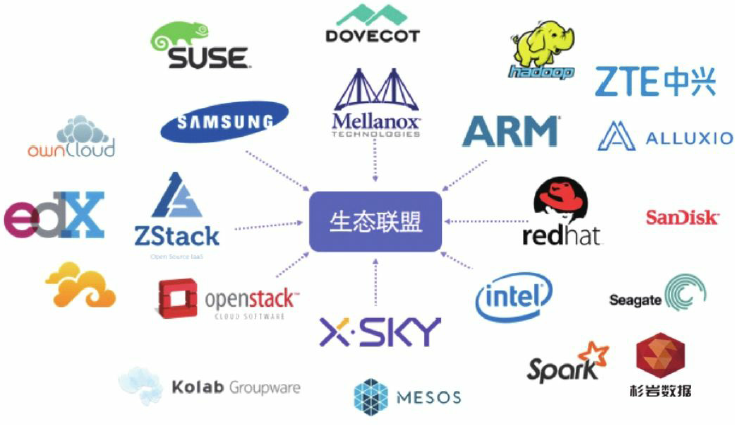 DOVECOT
SUSE
hadoop
ZTE中兴
SAMSUNG
Mellanox
TECHNOLOGIES
ARM
ALLUXIO
ownCloud
edX
ZStack
Open Source IaaS
生态联盟
redhat
SanDisk
openstack™
CLOUD SOFTWARE
X·SKY
intel
Seagate
Spark
杉岩数据
Kolab Groupware
MESOS